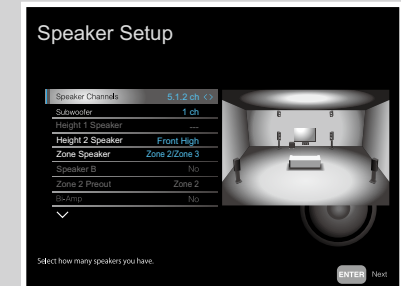 Speaker Setup
Speaker Channels 5.1.2 ch < >
Subwoofer 1 ch
Height 1 Speaker ---
Height 2 Speaker Front High
Zone Speaker Zone 2/Zone 3
Speaker B No
Zone 2 Preout Zone 2
Bi-Amp No
Select how many speakers you have.
ENTER Next